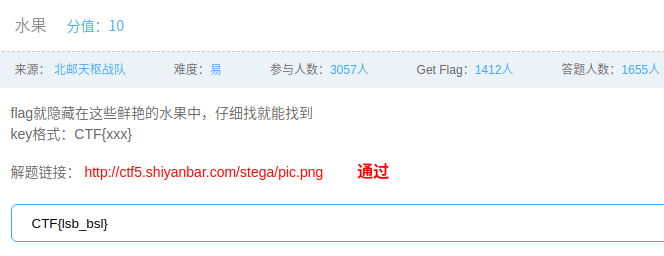 水果 分值：10
来源： 北邮天枢战队 难度：易 参与人数：3057人 Get Flag：1412人 答题人数：1655人
flag就隐藏在这些鲜艳的水果中，仔细找就能找到
key格式：CTF{xxx}
解题链接： http://ctf5.shiyanbar.com/stega/pic.png 通过
CTF{lsb_bsl}